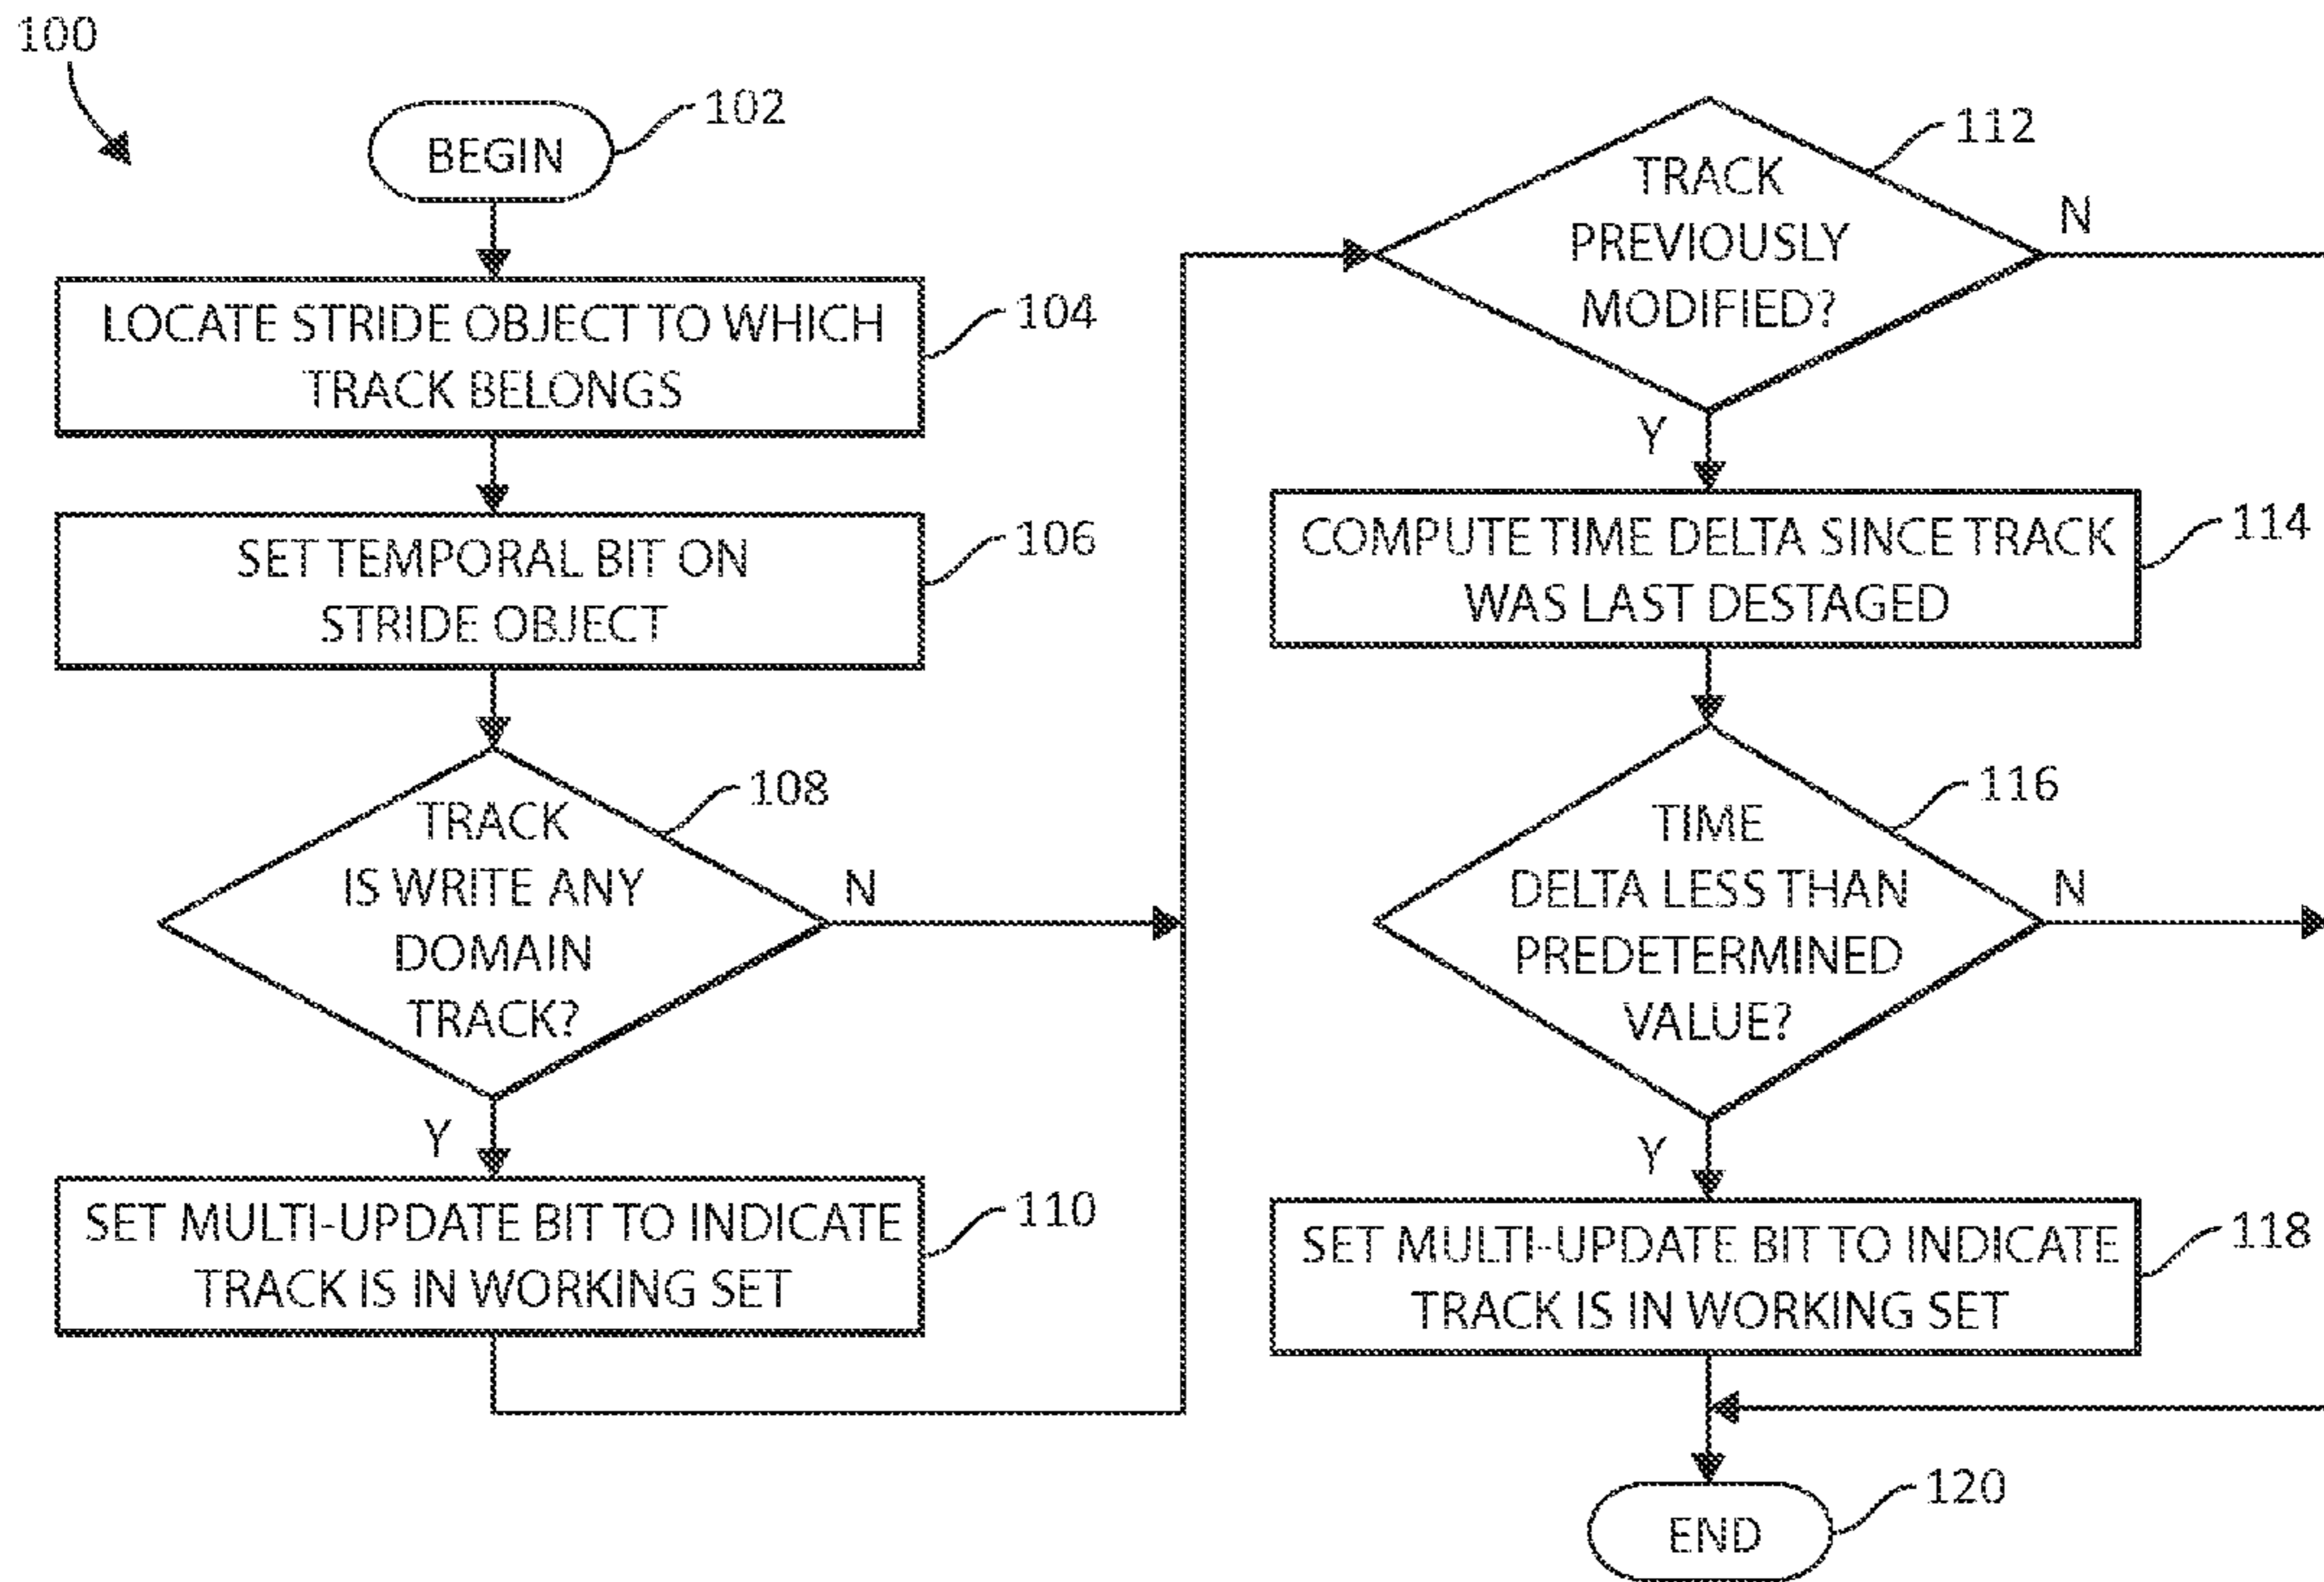 100
BEGIN
102
LOCATE STRIDE OBJECT TO WHICH
TRACK BELONGS
104
SET TEMPORAL BIT ON
STRIDE OBJECT
106
TRACK
IS WRITE ANY
DOMAIN
TRACK?
108
N
Y
SET MULTI-UPDATE BIT TO INDICATE
TRACK IS IN WORKING SET
110
TRACK
PREVIOUSLY
MODIFIED?
112
N
Y
COMPUTE TIME DELTA SINCE TRACK
WAS LAST DESTAGED
114
TIME
DELTA LESS THAN
PREDETERMINED
VALUE?
116
N
Y
SET MULTI-UPDATE BIT TO INDICATE
TRACK IS IN WORKING SET
118
END
120